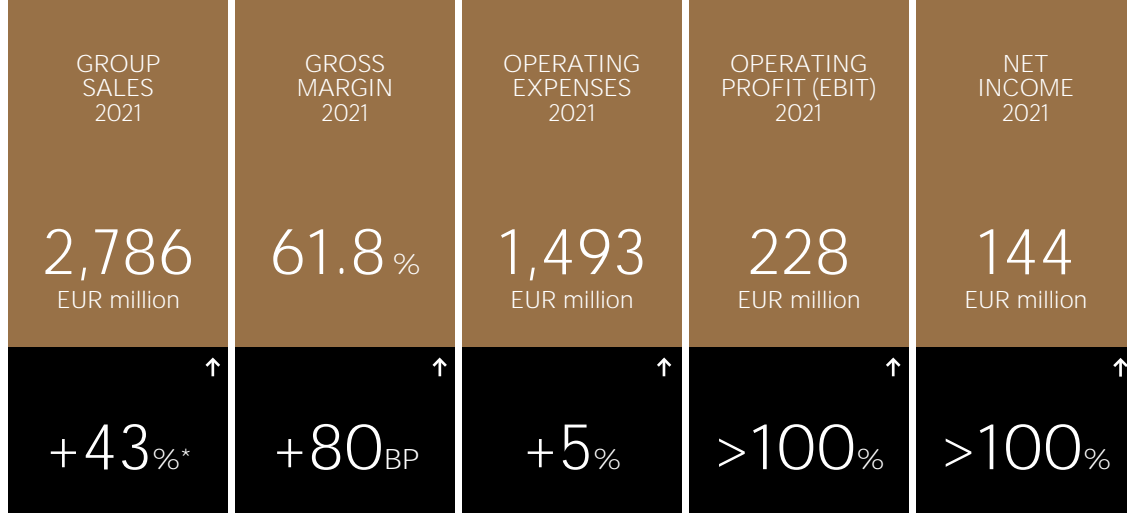 GROUP
SALES
2021
2,786
EUR million
↑
+43%*
GROSS
MARGIN
2021
61.8 %
↑
+80BP
OPERATING
EXPENSES
2021
1,493
EUR million
↑
+5%
OPERATING
PROFIT (EBIT)
2021
228
EUR million
↑
>100%
NET
INCOME
2021
144
EUR million
↑
>100%